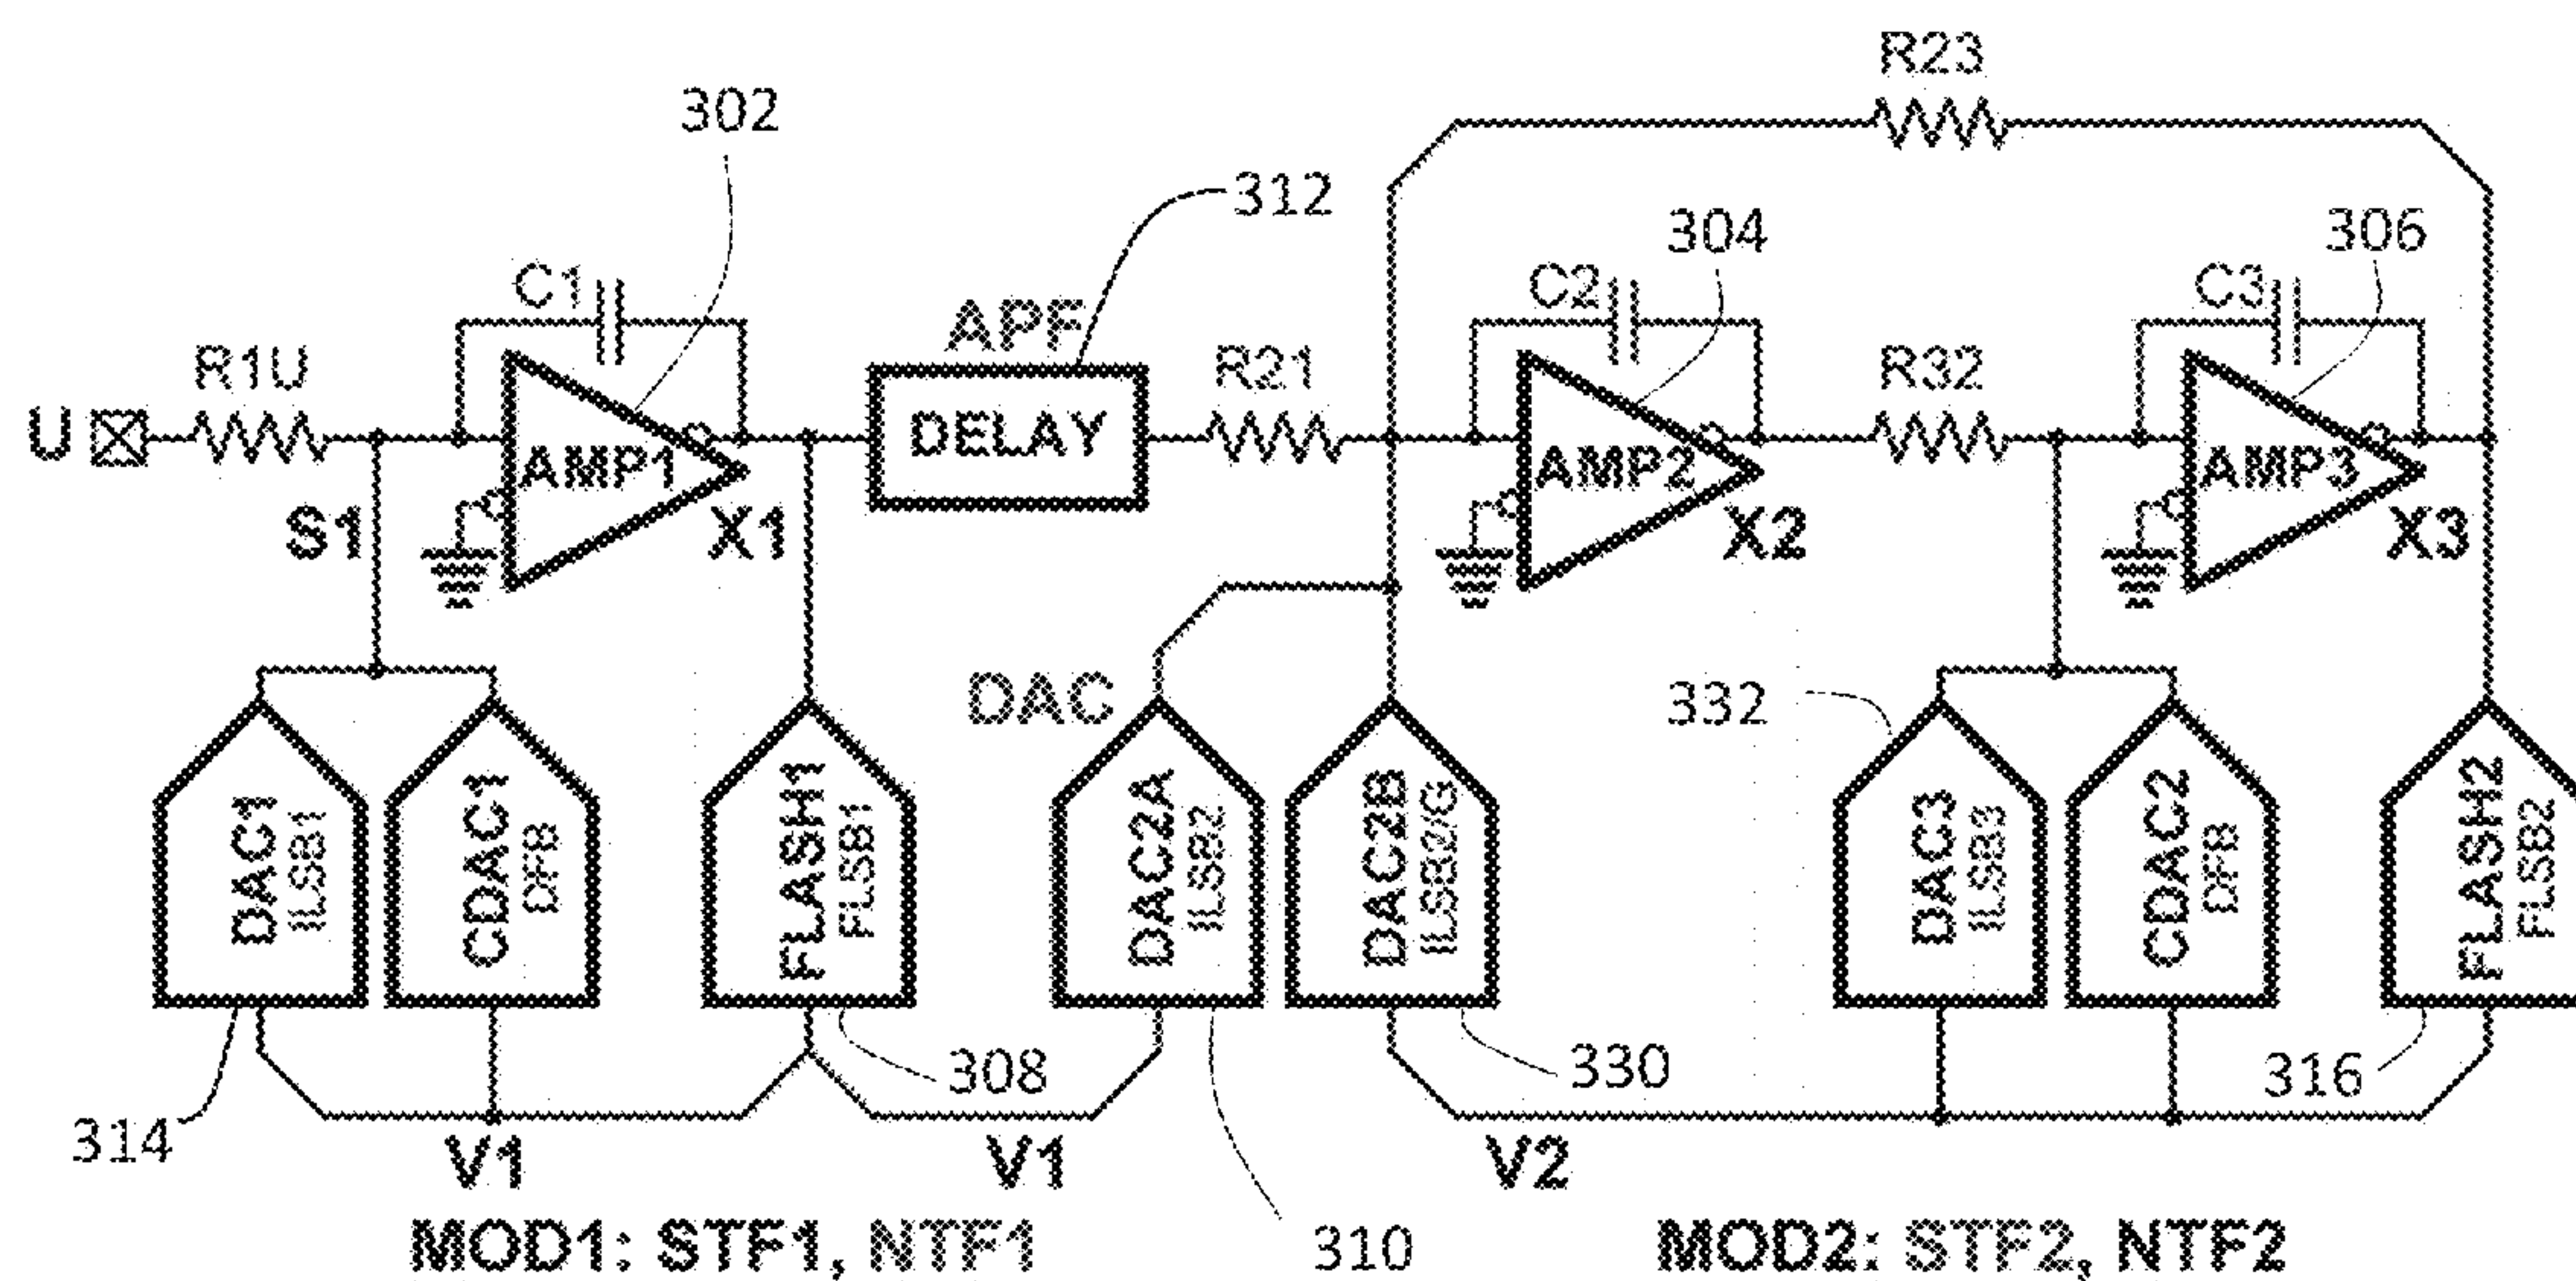 R23
302
312
304
306
C1
APF
C2
C3
R1U
R21
R32
U
AMP1
DELAY
AMP2
AMP3
S1
X1
X2
X3
DAC
332
DAC1
ILSB1
CDAC1
DFB
FLASH1
FLSB1
DAC2A
ILSB2
DAC2B
ILSB2/G
DAC3
ILSB3
CDAC2
DFB
FLASH2
FLSB2
314
308
330
316
V1
V1
V2
310
MOD1: STF1, NTF1
MOD2: STF2, NTF2